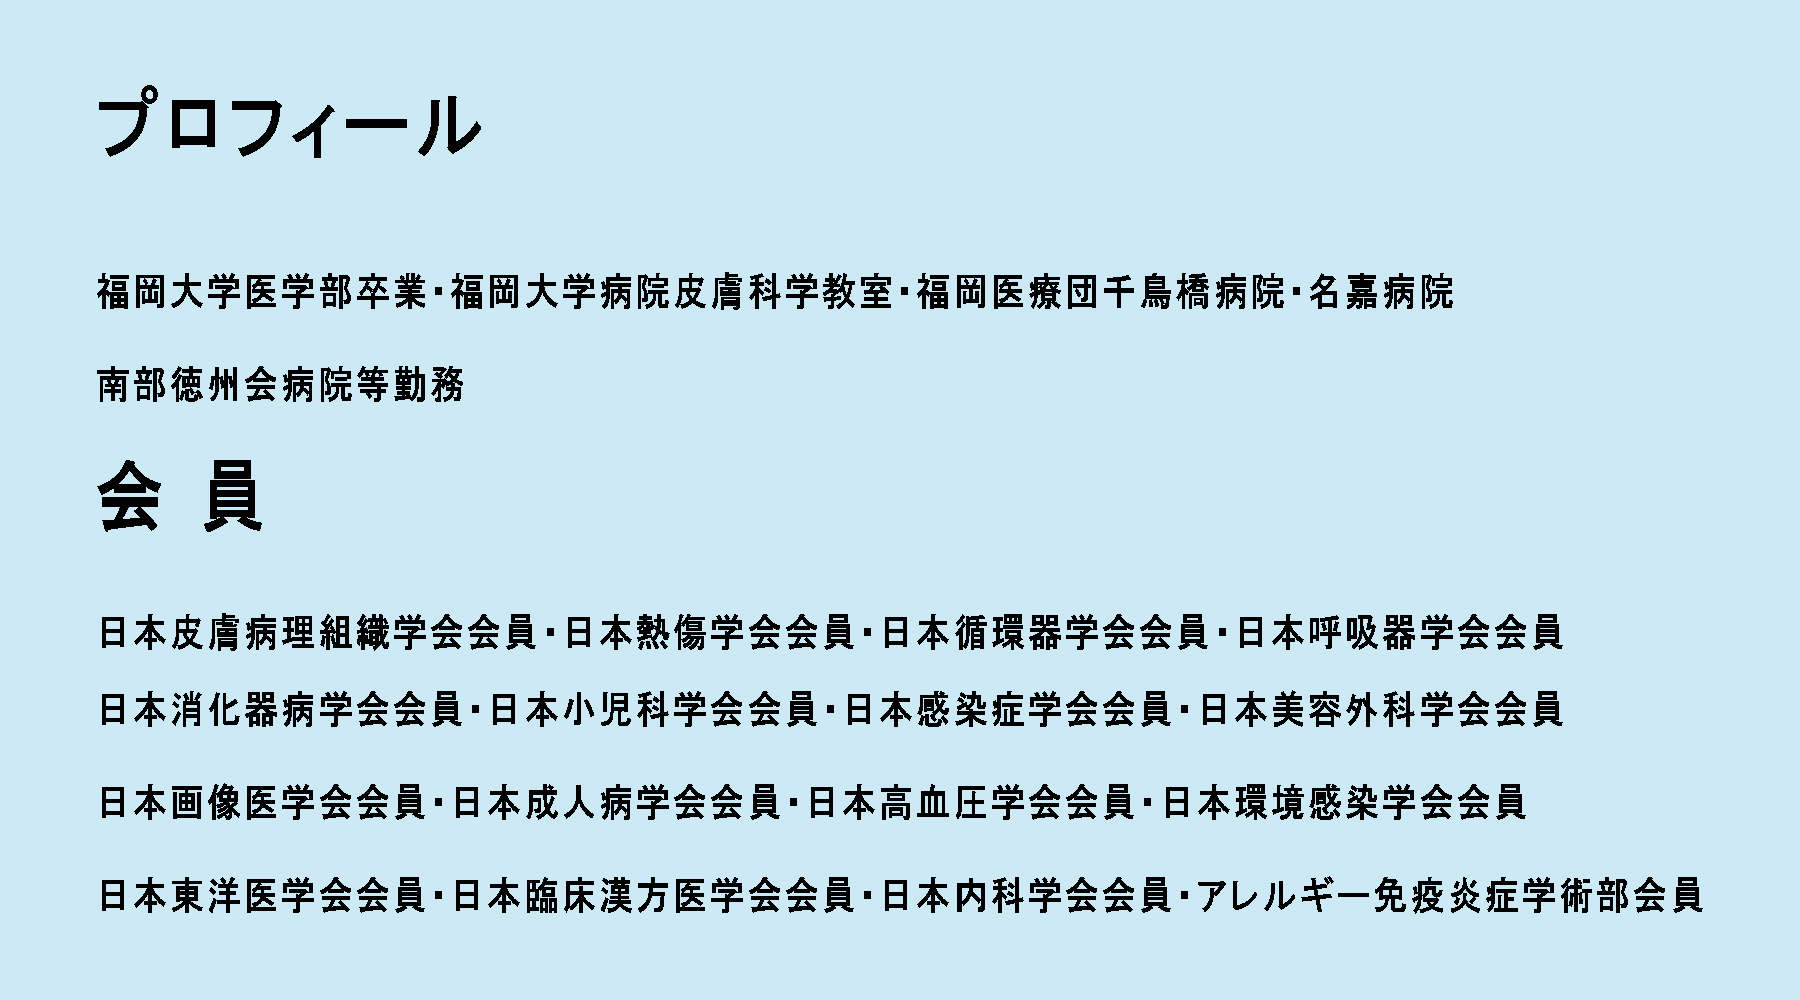 プロフィール
福岡大学医学部卒業・福岡大学病院皮膚科学教室・福岡医療団千鳥橋病院・名嘉病院
南部徳州会病院等勤務
会　員
日本皮膚病理組織学会会員・日本熱傷学会会員・日本循環器学会会員・日本呼吸器学会会員
日本消化器病学会会員・日本小児科学会会員・日本感染症学会会員・日本美容外科学会会員
日本画像医学会会員・日本成人病学会会員・日本高血圧学会会員・日本環境感染学会会員
日本東洋医学会会員・日本臨床漢方医学会会員・日本内科学会会員・アレルギー免疫炎症学術部会員